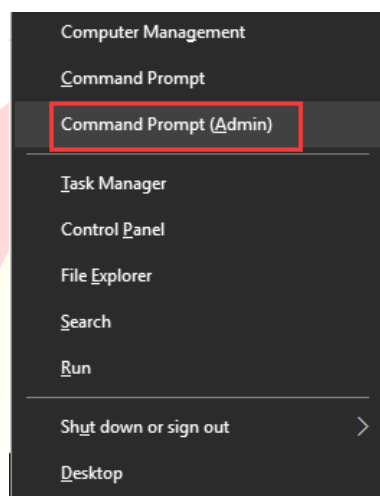 Computer Management
Command Prompt
Command Prompt (Admin)
Task Manager
Control Panel
File Explorer
Search
Run
Shut down or sign out
Desktop